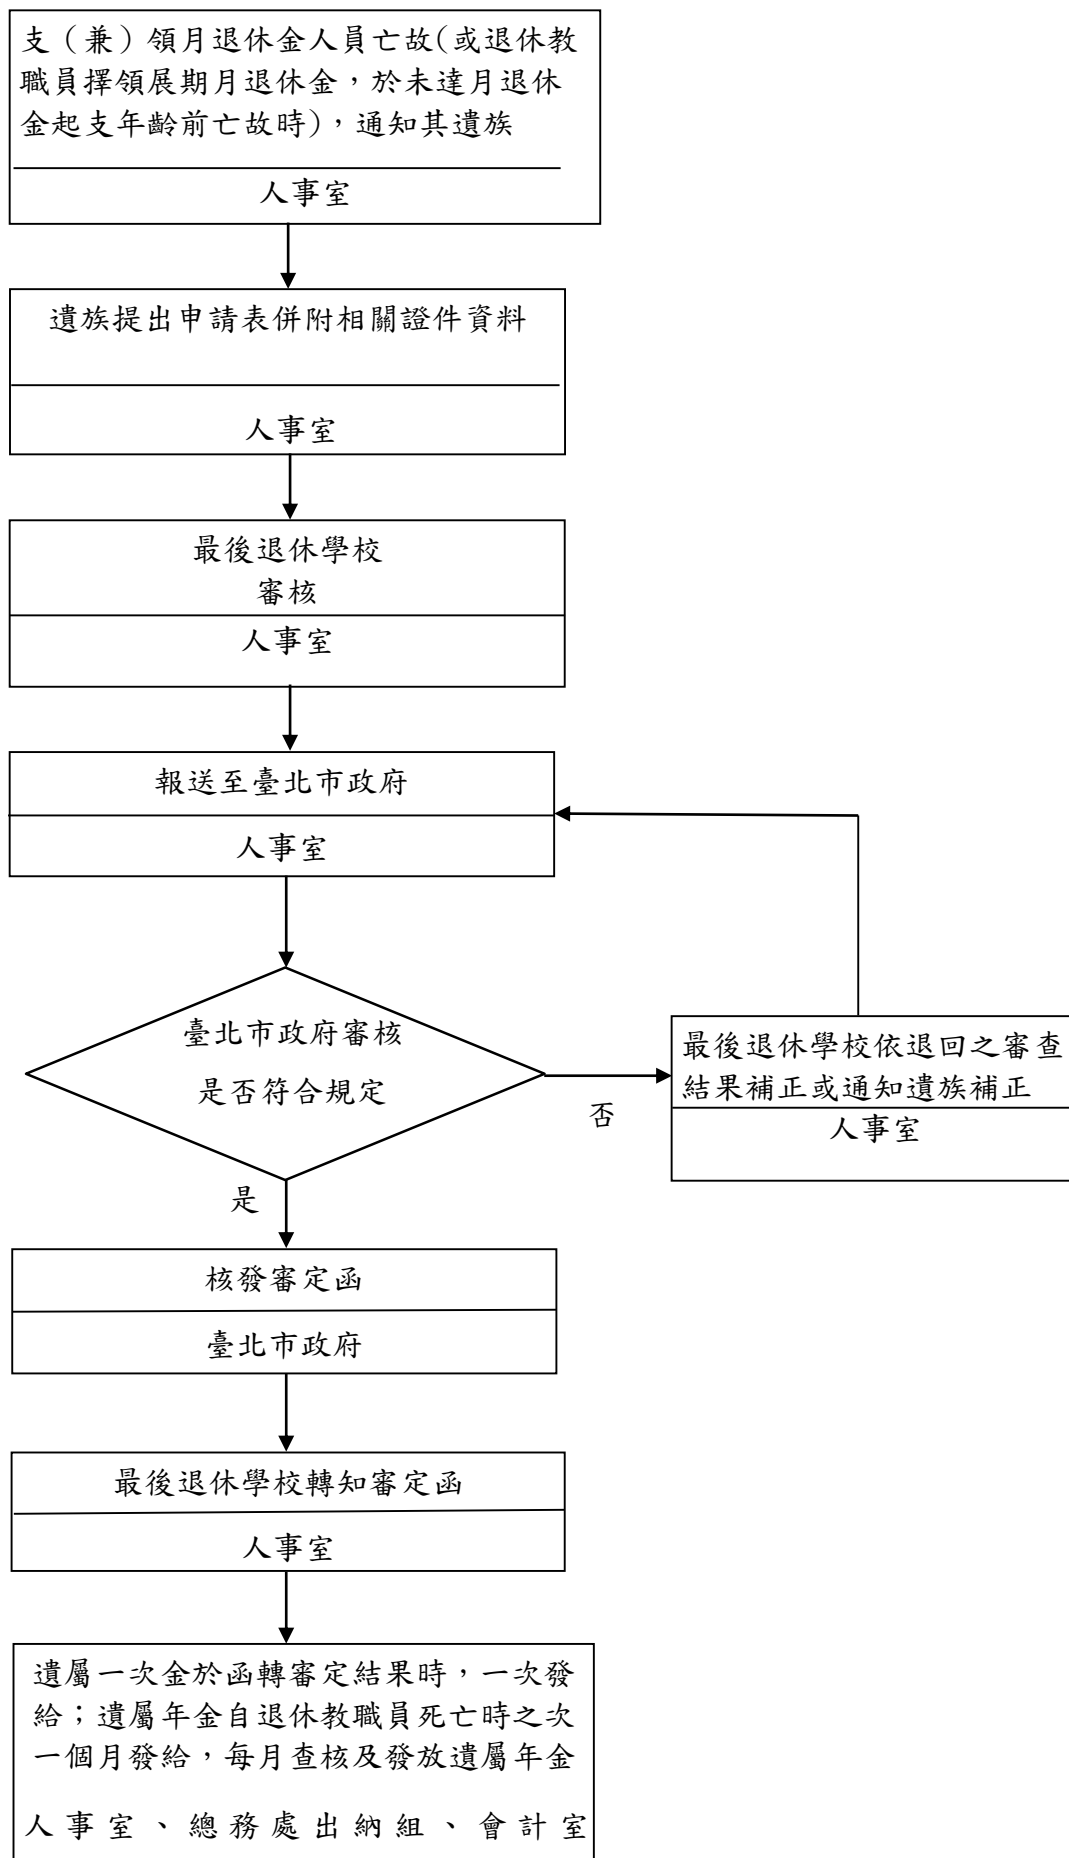 支（兼）領月退休金人員亡故(或退休教
職員擇領展期月退休金，於未達月退休
金起支年齡前亡故時)，通知其遺族
人事室
遺族提出申請表併附相關證件資料
人事室
最後退休學校
審核
人事室
報送至臺北市政府
人事室
臺北市政府審核
是否符合規定
否
最後退休學校依退回之審查
結果補正或通知遺族補正
人事室
是
核發審定函
臺北市政府
最後退休學校轉知審定函
人事室
遺屬一次金於函轉審定結果時，一次發
給；遺屬年金自退休教職員死亡時之次
一個月發給，每月查核及發放遺屬年金
人事室、總務處出納組、會計室